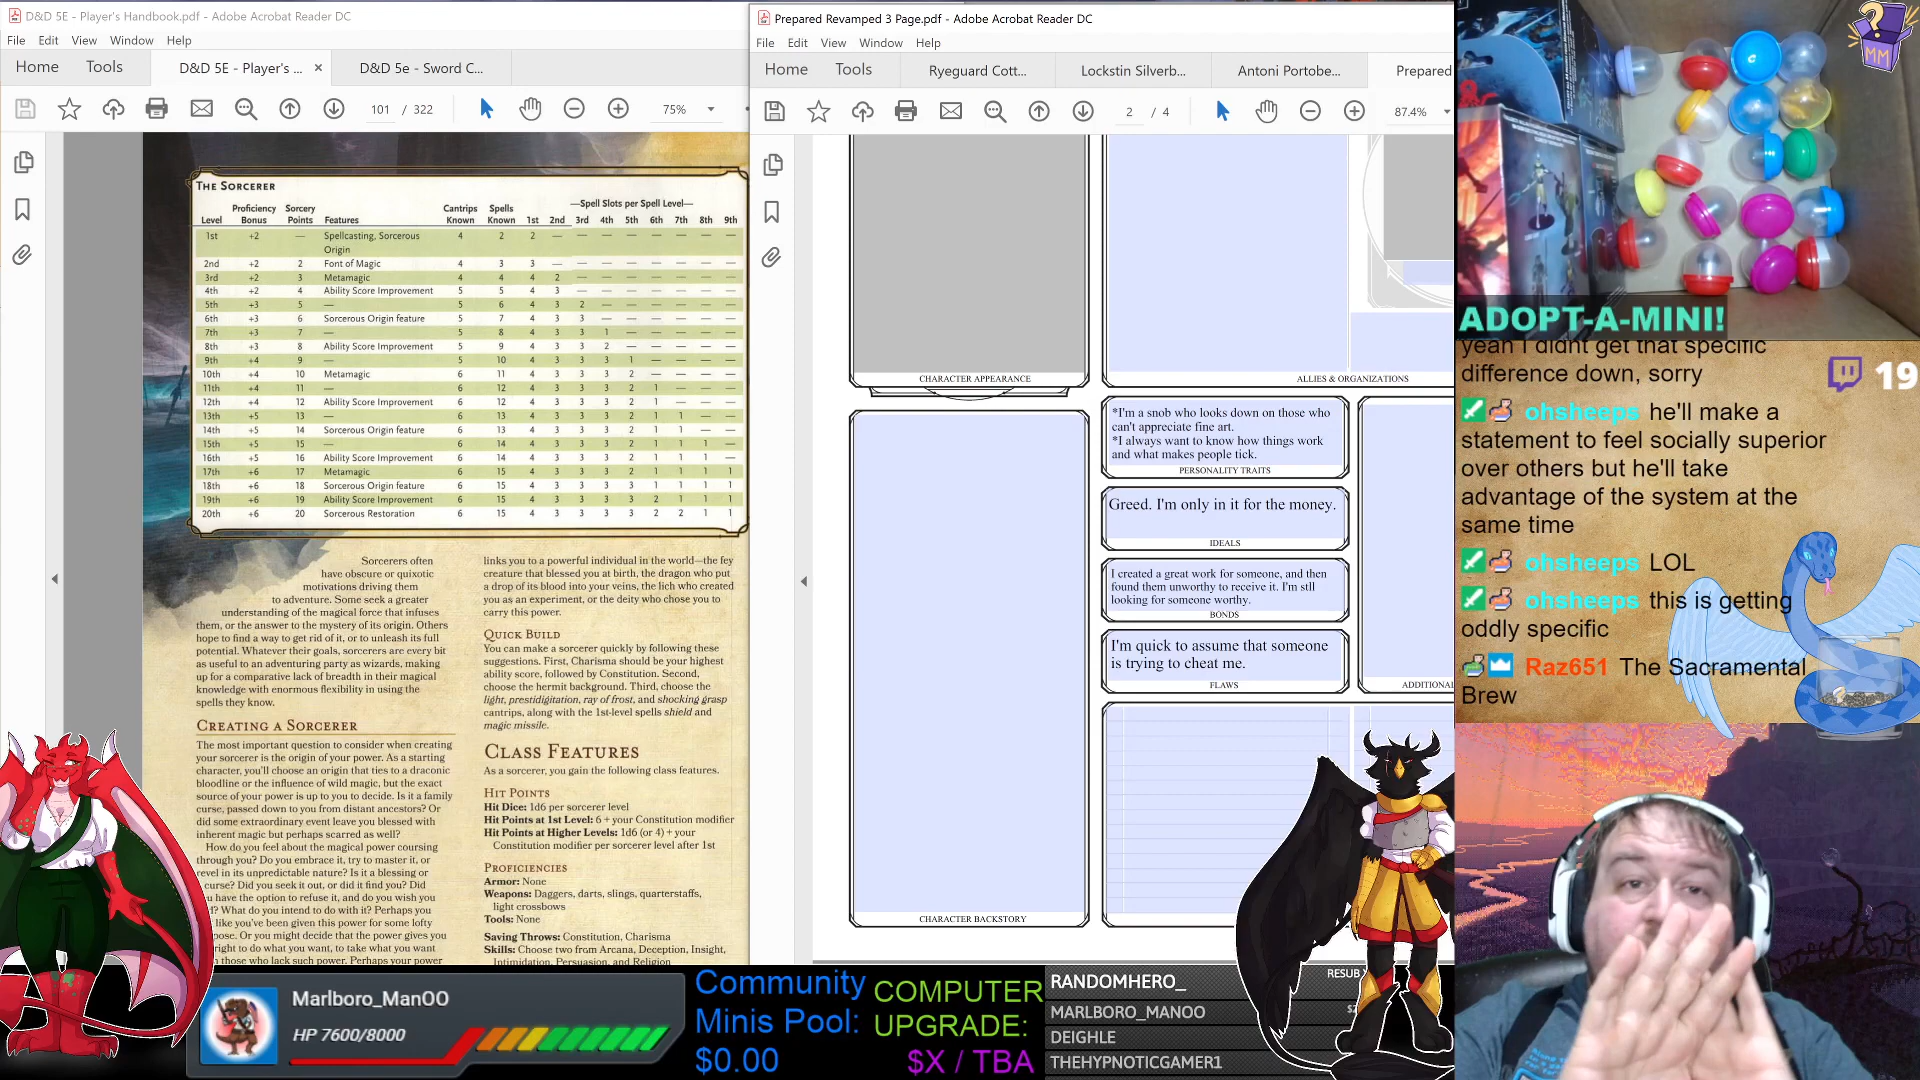 D&D 5E - Player's Handbook.pdf - Adobe Acrobat Reader DC
File Edit View Window Help
Home Tools D&D 5E - Player's ... × D&D 5e - Sword C...
101 / 322 75%
THE SORCERER
—Spell Slots per Spell Level—
Proficiency Sorcery Cantrips Spells
Level Bonus Points Features Known Known 1st 2nd 3rd 4th 5th 6th 7th 8th 9th
1st +2 — Spellcasting, Sorcerous Origin 4 2 2 — — — — — — — —
2nd +2 2 Font of Magic 4 3 3 — — — — — — — —
3rd +2 3 Metamagic 4 4 4 2 — — — — — — —
4th +2 4 Ability Score Improvement 5 5 4 3 — — — — — — —
5th +3 5 — 5 6 4 3 2 — — — — — —
6th +3 6 Sorcerous Origin feature 5 7 4 3 3 — — — — — —
7th +3 7 — 5 8 4 3 3 1 — — — — —
8th +3 8 Ability Score Improvement 5 9 4 3 3 2 — — — — —
9th +4 9 — 5 10 4 3 3 3 1 — — — —
10th +4 10 Metamagic 6 11 4 3 3 3 2 — — — —
11th +4 11 — 6 12 4 3 3 3 2 1 — — —
12th +4 12 Ability Score Improvement 6 12 4 3 3 3 2 1 — — —
13th +5 13 — 6 13 4 3 3 3 2 1 1 — —
14th +5 14 Sorcerous Origin feature 6 13 4 3 3 3 2 1 1 — —
15th +5 15 — 6 14 4 3 3 3 2 1 1 1 —
16th +5 16 Ability Score Improvement 6 14 4 3 3 3 2 1 1 1 —
17th +6 17 Metamagic 6 15 4 3 3 3 2 1 1 1 1
18th +6 18 Sorcerous Origin feature 6 15 4 3 3 3 3 1 1 1 1
19th +6 19 Ability Score Improvement 6 15 4 3 3 3 3 2 1 1 1
20th +6 20 Sorcerous Restoration 6 15 4 3 3 3 3 2 2 1 1
Sorcerers often
have obscure or quixotic
motivations driving them
to adventure. Some seek a greater
understanding of the magical force that infuses
them, or the answer to the mystery of its origin. Others
hope to find a way to get rid of it, or to unleash its full
potential. Whatever their goals, sorcerers are every bit
as useful to an adventuring party as wizards, making
up for a comparative lack of breadth in their magical
knowledge with enormous flexibility in using the
spells they know.
CREATING A SORCERER
The most important question to consider when creating
your sorcerer is the origin of your power. As a starting
character, you'll choose an origin that ties to a draconic
bloodline or the influence of wild magic, but the exact
source of your power is up to you to decide. Is it a family
curse, passed down to you from distant ancestors? Or
did some extraordinary event leave you blessed with
inherent magic but perhaps scarred as well?
How do you feel about the magical power coursing
through you? Do you embrace it, try to master it, or
revel in its unpredictable nature? Is it a blessing or
curse? Did you seek it out, or did it find you? Did
have the option to refuse it, and do you wish you
What do you intend to do with it? Perhaps you
like you've been given this power for some lofty
Or you might decide that the power gives you
right to do what you want, to take what you want
those who lack such power. Perhaps your power
links you to a powerful individual in the world—the fey
creature that blessed you at birth, the dragon who put
a drop of its blood into your veins, the lich who created
you as an experiment, or the deity who chose you to
carry this power.
QUICK BUILD
You can make a sorcerer quickly by following these
suggestions. First, Charisma should be your highest
ability score, followed by Constitution. Second,
choose the hermit background. Third, choose the
light, prestidigitation, ray of frost, and shocking grasp
cantrips, along with the 1st-level spells shield and
magic missile.
CLASS FEATURES
As a sorcerer, you gain the following class features.
HIT POINTS
Hit Dice: 1d6 per sorcerer level
Hit Points at 1st Level: 6 + your Constitution modifier
Hit Points at Higher Levels: 1d6 (or 4) + your
Constitution modifier per sorcerer level after 1st
PROFICIENCIES
Armor: None
Weapons: Daggers, darts, slings, quarterstaffs,
light crossbows
Tools: None
Saving Throws: Constitution, Charisma
Skills: Choose two from Arcana, Deception, Insight,
Intimidation, Persuasion, and Religion
Prepared Revamped 3 Page.pdf - Adobe Acrobat Reader DC
File Edit View Window Help
Home Tools Ryeguard Cott... Lockstin Silverb... Antoni Portobe... Prepared
2 / 4 87.4%
CHARACTER APPEARANCE
ALLIES & ORGANIZATIONS
*I'm a snob who looks down on those who
can't appreciate fine art.
*I always want to know how things work
and what makes people tick.
PERSONALITY TRAITS
Greed. I'm only in it for the money.
IDEALS
I created a great work for someone, and then
found them unworthy to receive it. I'm stll
looking for someone worthy.
BONDS
I'm quick to assume that someone
is trying to cheat me.
FLAWS
ADDITIONAL
CHARACTER BACKSTORY
MM
ADOPT-A-MINI!
yeah I didnt get that specific
difference down, sorry
19
ohsheeps he'll make a
statement to feel socially superior
over others but he'll take
advantage of the system at the
same time
ohsheeps LOL
ohsheeps this is getting
oddly specific
Raz651 The Sacramental
Brew
Marlboro_Man00
HP 7600/8000
Community
Minis Pool:
$0.00
COMPUTER
UPGRADE:
$X / TBA
RANDOMHERO_ RESUB
MARLBORO_MANOO
DEIGHLE
THEHYPNOTICGAMER1